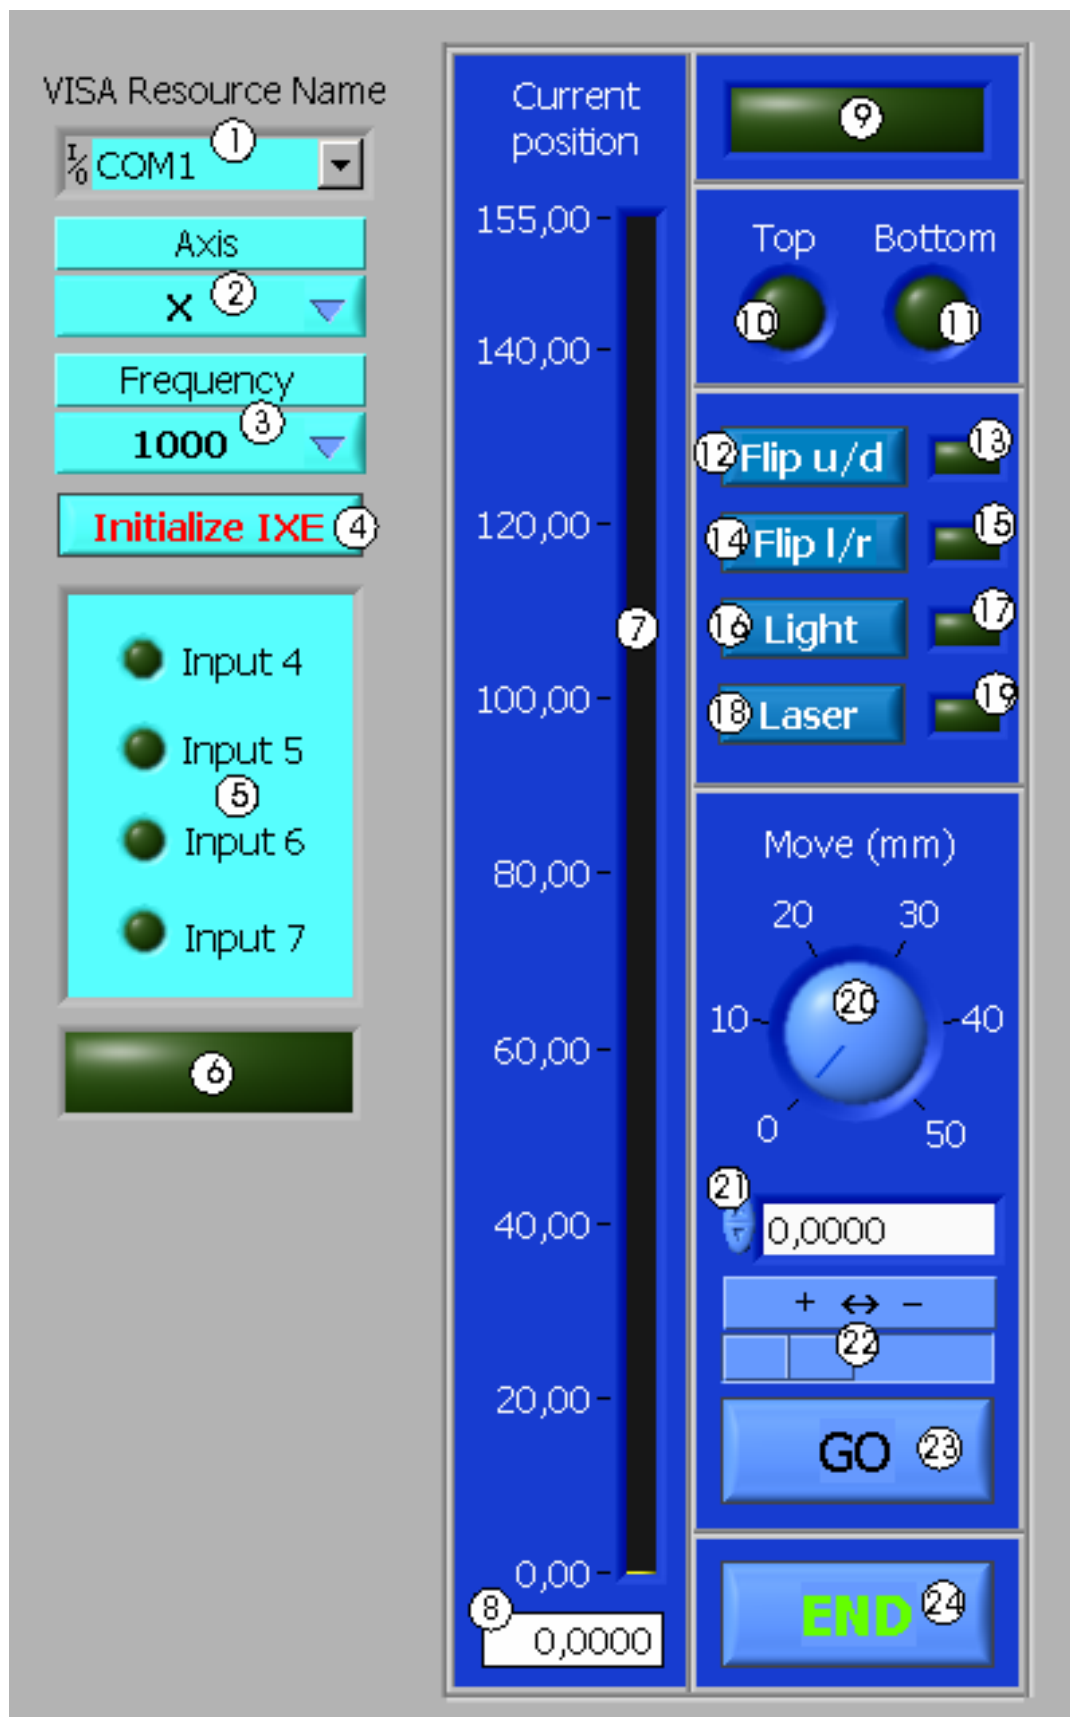 VISA Resource Name
1
I/O COM1
Axis
X 2
Frequency
3
1000
Initialize IXE 4
Input 4
Input 5
5
Input 6
Input 7
6
Current
position
155,00
140,00
120,00
7
100,00
80,00
60,00
40,00
20,00
0,00
8
0,0000
9
Top Bottom
10 11
12 Flip u/d 13
14 Flip l/r 15
16 Light 17
18 Laser 19
Move (mm)
20 30
20
10 40
0 50
21
0,0000
+ ↔ −
22
GO 23
END 24